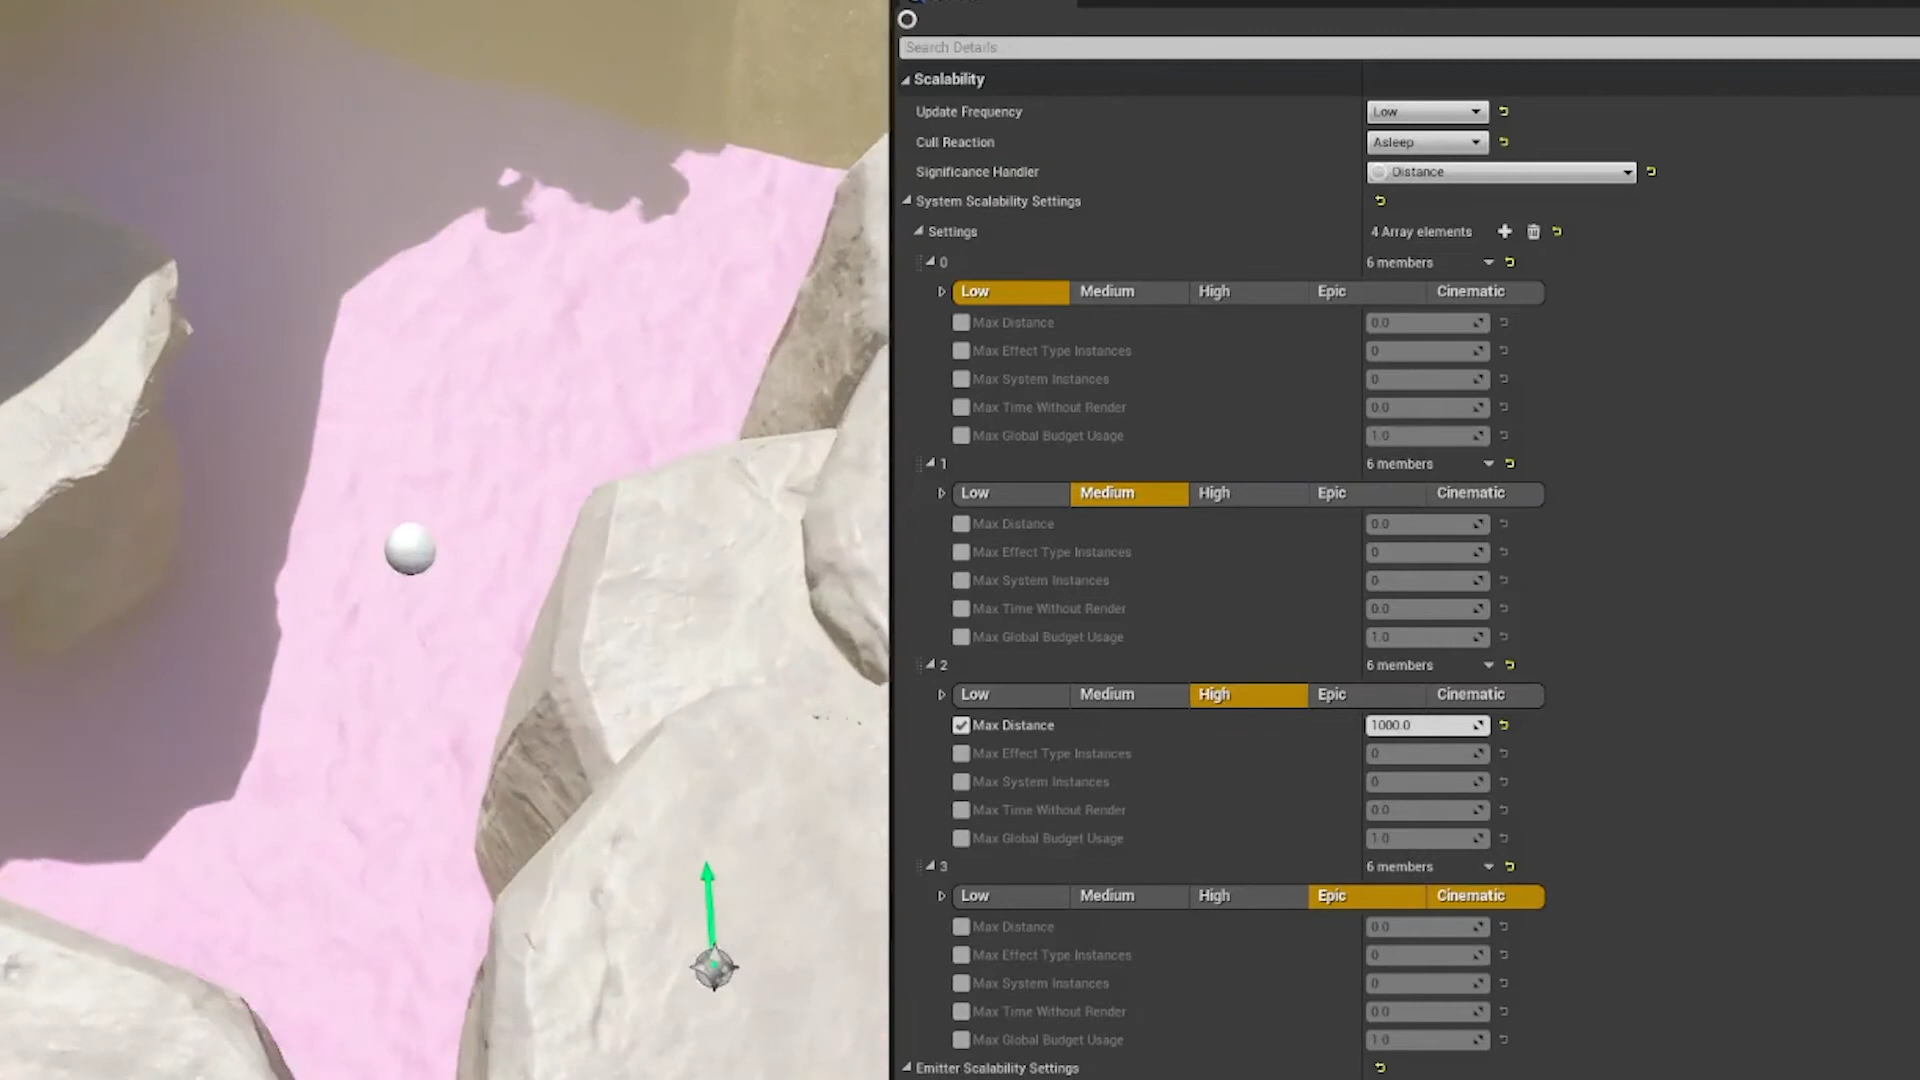 Search Details
Scalability
Update Frequency Low
Cull Reaction Asleep
Significance Handler Distance
System Scalability Settings
Settings 4 Array elements
0 6 members
Low Medium High Epic Cinematic
Max Distance 0.0
Max Effect Type Instances 0
Max System Instances 0
Max Time Without Render 0.0
Max Global Budget Usage 1.0
1 6 members
Low Medium High Epic Cinematic
Max Distance 0.0
Max Effect Type Instances 0
Max System Instances 0
Max Time Without Render 0.0
Max Global Budget Usage 1.0
2 6 members
Low Medium High Epic Cinematic
Max Distance 1000.0
Max Effect Type Instances 0
Max System Instances 0
Max Time Without Render 0.0
Max Global Budget Usage 1.0
3 6 members
Low Medium High Epic Cinematic
Max Distance 0.0
Max Effect Type Instances 0
Max System Instances 0
Max Time Without Render 0.0
Max Global Budget Usage 1.0
Emitter Scalability Settings